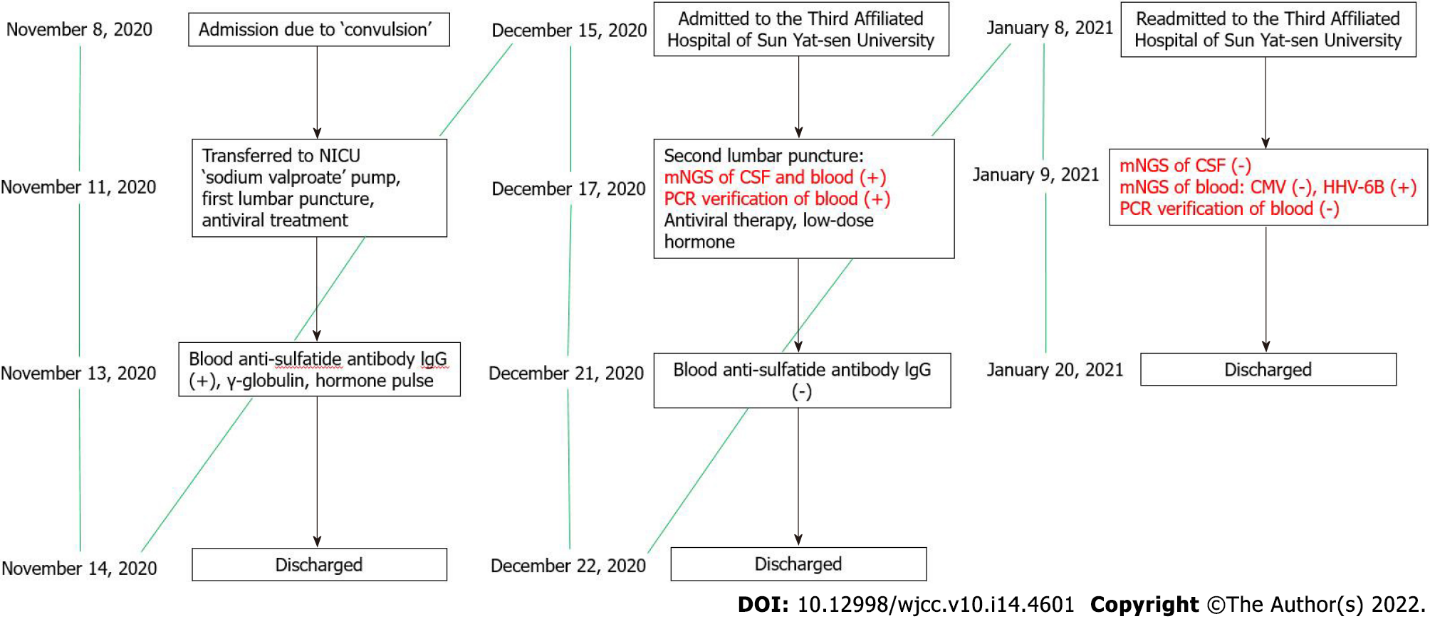 November 8, 2020
Admission due to ‘convulsion’
November 11, 2020
Transferred to NICU
‘sodium valproate’ pump,
first lumbar puncture,
antiviral treatment
November 13, 2020
Blood anti-sulfatide antibody lgG
(+), γ-globulin, hormone pulse
November 14, 2020
Discharged
December 15, 2020
Admitted to the Third Affiliated
Hospital of Sun Yat-sen University
December 17, 2020
Second lumbar puncture:
mNGS of CSF and blood (+)
PCR verification of blood (+)
Antiviral therapy, low-dose
hormone
December 21, 2020
Blood anti-sulfatide antibody lgG
(-)
December 22, 2020
Discharged
January 8, 2021
Readmitted to the Third Affiliated
Hospital of Sun Yat-sen University
January 9, 2021
mNGS of CSF (-)
mNGS of blood: CMV (-), HHV-6B (+)
PCR verification of blood (-)
January 20, 2021
Discharged
DOI: 10.12998/wjcc.v10.i14.4601 Copyright ©The Author(s) 2022.